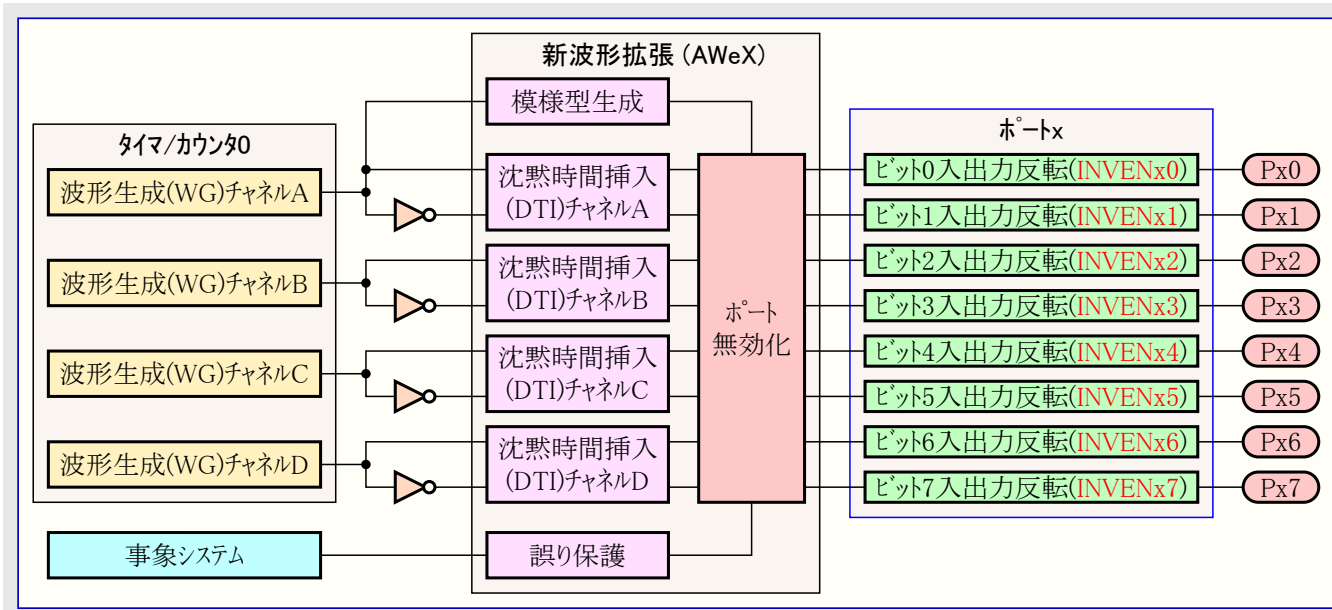 新波形拡張 (AWeX)
模様型生成
タイマ/カウンタ0
ポートx
波形生成(WG)チャネルA
沈黙時間挿入
(DTI)チャネルA
ビット0入出力反転(INVENx0)
Px0
ビット1入出力反転(INVENx1)
Px1
波形生成(WG)チャネルB
沈黙時間挿入
(DTI)チャネルB
ビット2入出力反転(INVENx2)
Px2
ビット3入出力反転(INVENx3)
Px3
ポート
無効化
波形生成(WG)チャネルC
沈黙時間挿入
(DTI)チャネルC
ビット4入出力反転(INVENx4)
Px4
ビット5入出力反転(INVENx5)
Px5
波形生成(WG)チャネルD
沈黙時間挿入
(DTI)チャネルD
ビット6入出力反転(INVENx6)
Px6
ビット7入出力反転(INVENx7)
Px7
事象システム
誤り保護